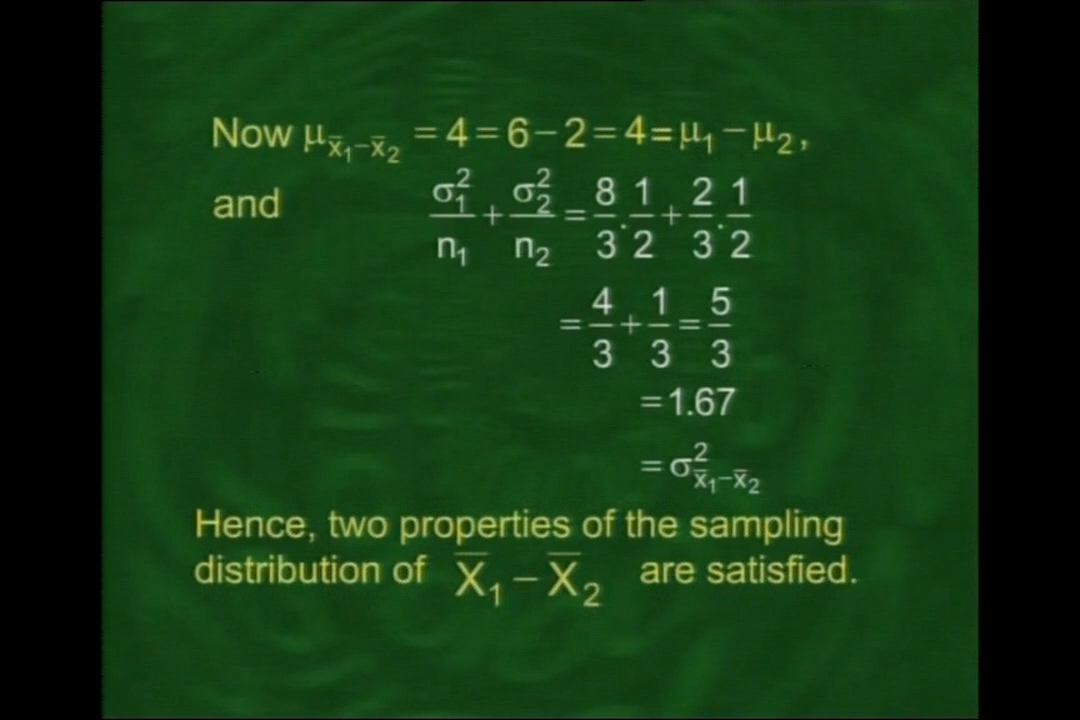 Now μx̄₁−x̄₂ = 4 = 6 − 2 = 4 = μ₁ − μ₂,
and σ₁²/n₁ + σ₂²/n₂ = 8/3 . 1/2 + 2/3 . 1/2
= 4/3 + 1/3 = 5/3
= 1.67
= σ²x̄₁−x̄₂
Hence, two properties of the sampling
distribution of X̄₁ − X̄₂ are satisfied.